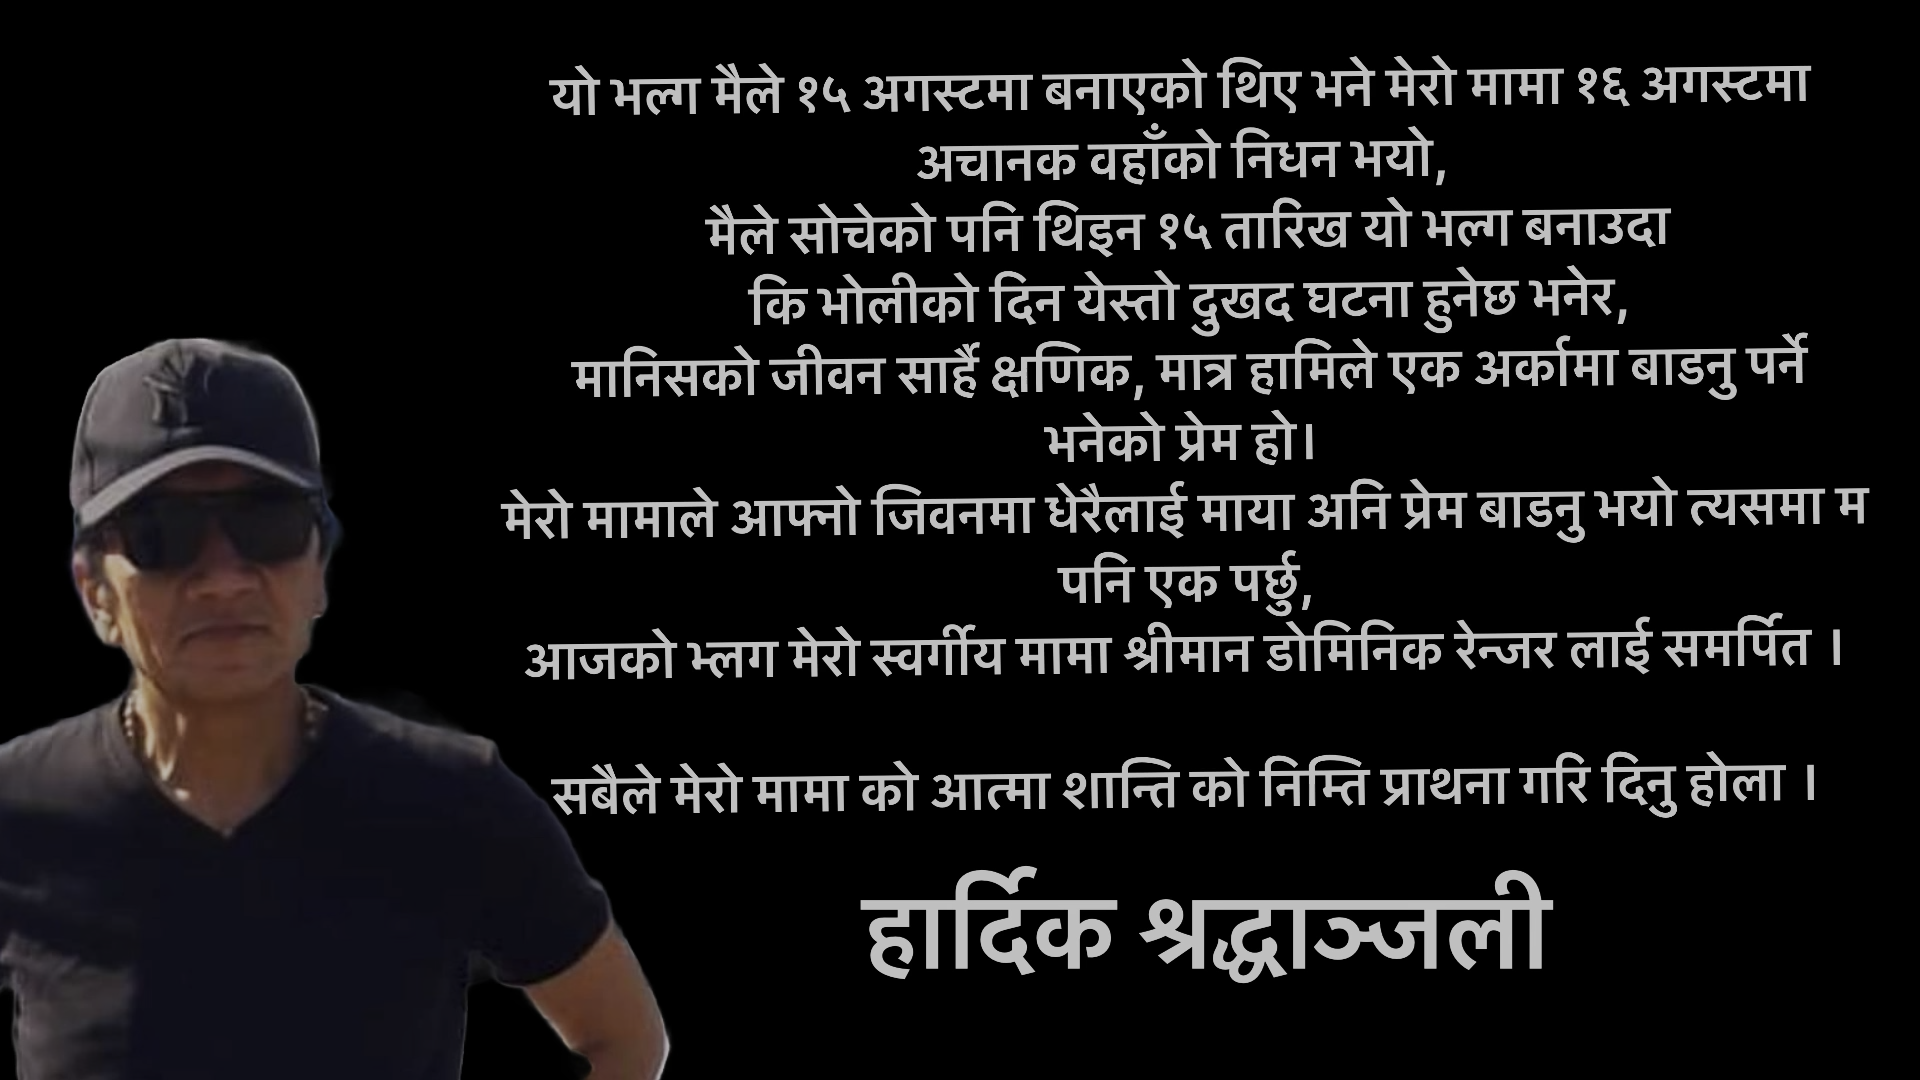 यो भल्ग मैले १५ अगस्टमा बनाएको थिए भने मेरो मामा १६ अगस्टमा
अचानक वहाँको निधन भयो,
मैले सोचेको पनि थिइन १५ तारिख यो भल्ग बनाउदा
कि भोलीको दिन येस्तो दुखद घटना हुनेछ भनेर,
मानिसको जीवन सार्है क्षणिक, मात्र हामिले एक अर्कामा बाडनु पर्ने
भनेको प्रेम हो।
मेरो मामाले आफ्नो जिवनमा धेरैलाई माया अनि प्रेम बाडनु भयो त्यसमा म
पनि एक पर्छु,
आजको भ्लग मेरो स्वर्गीय मामा श्रीमान डोमिनिक रेन्जर लाई समर्पित ।
सबैले मेरो मामा को आत्मा शान्ति को निम्ति प्राथना गरि दिनु होला ।
हार्दिक श्रद्धाञ्जली